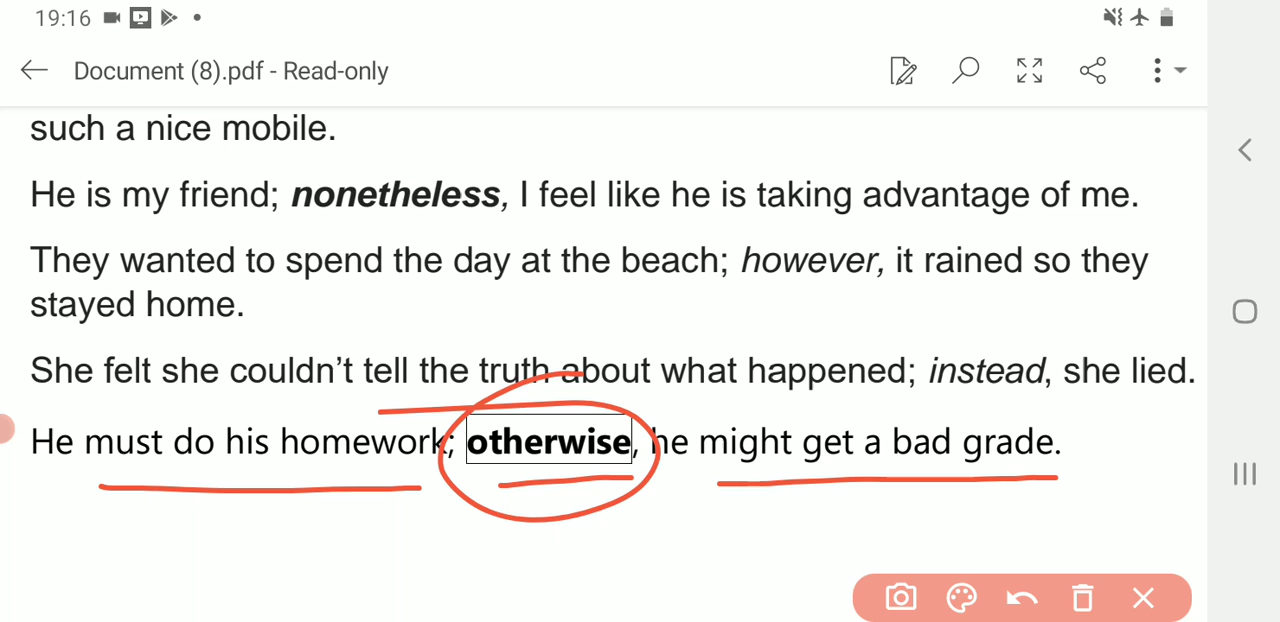 19:16
Document (8).pdf - Read-only
such a nice mobile.
He is my friend; nonetheless, I feel like he is taking advantage of me.
They wanted to spend the day at the beach; however, it rained so they
stayed home.
She felt she couldn’t tell the truth about what happened; instead, she lied.
He must do his homework; otherwise, he might get a bad grade.